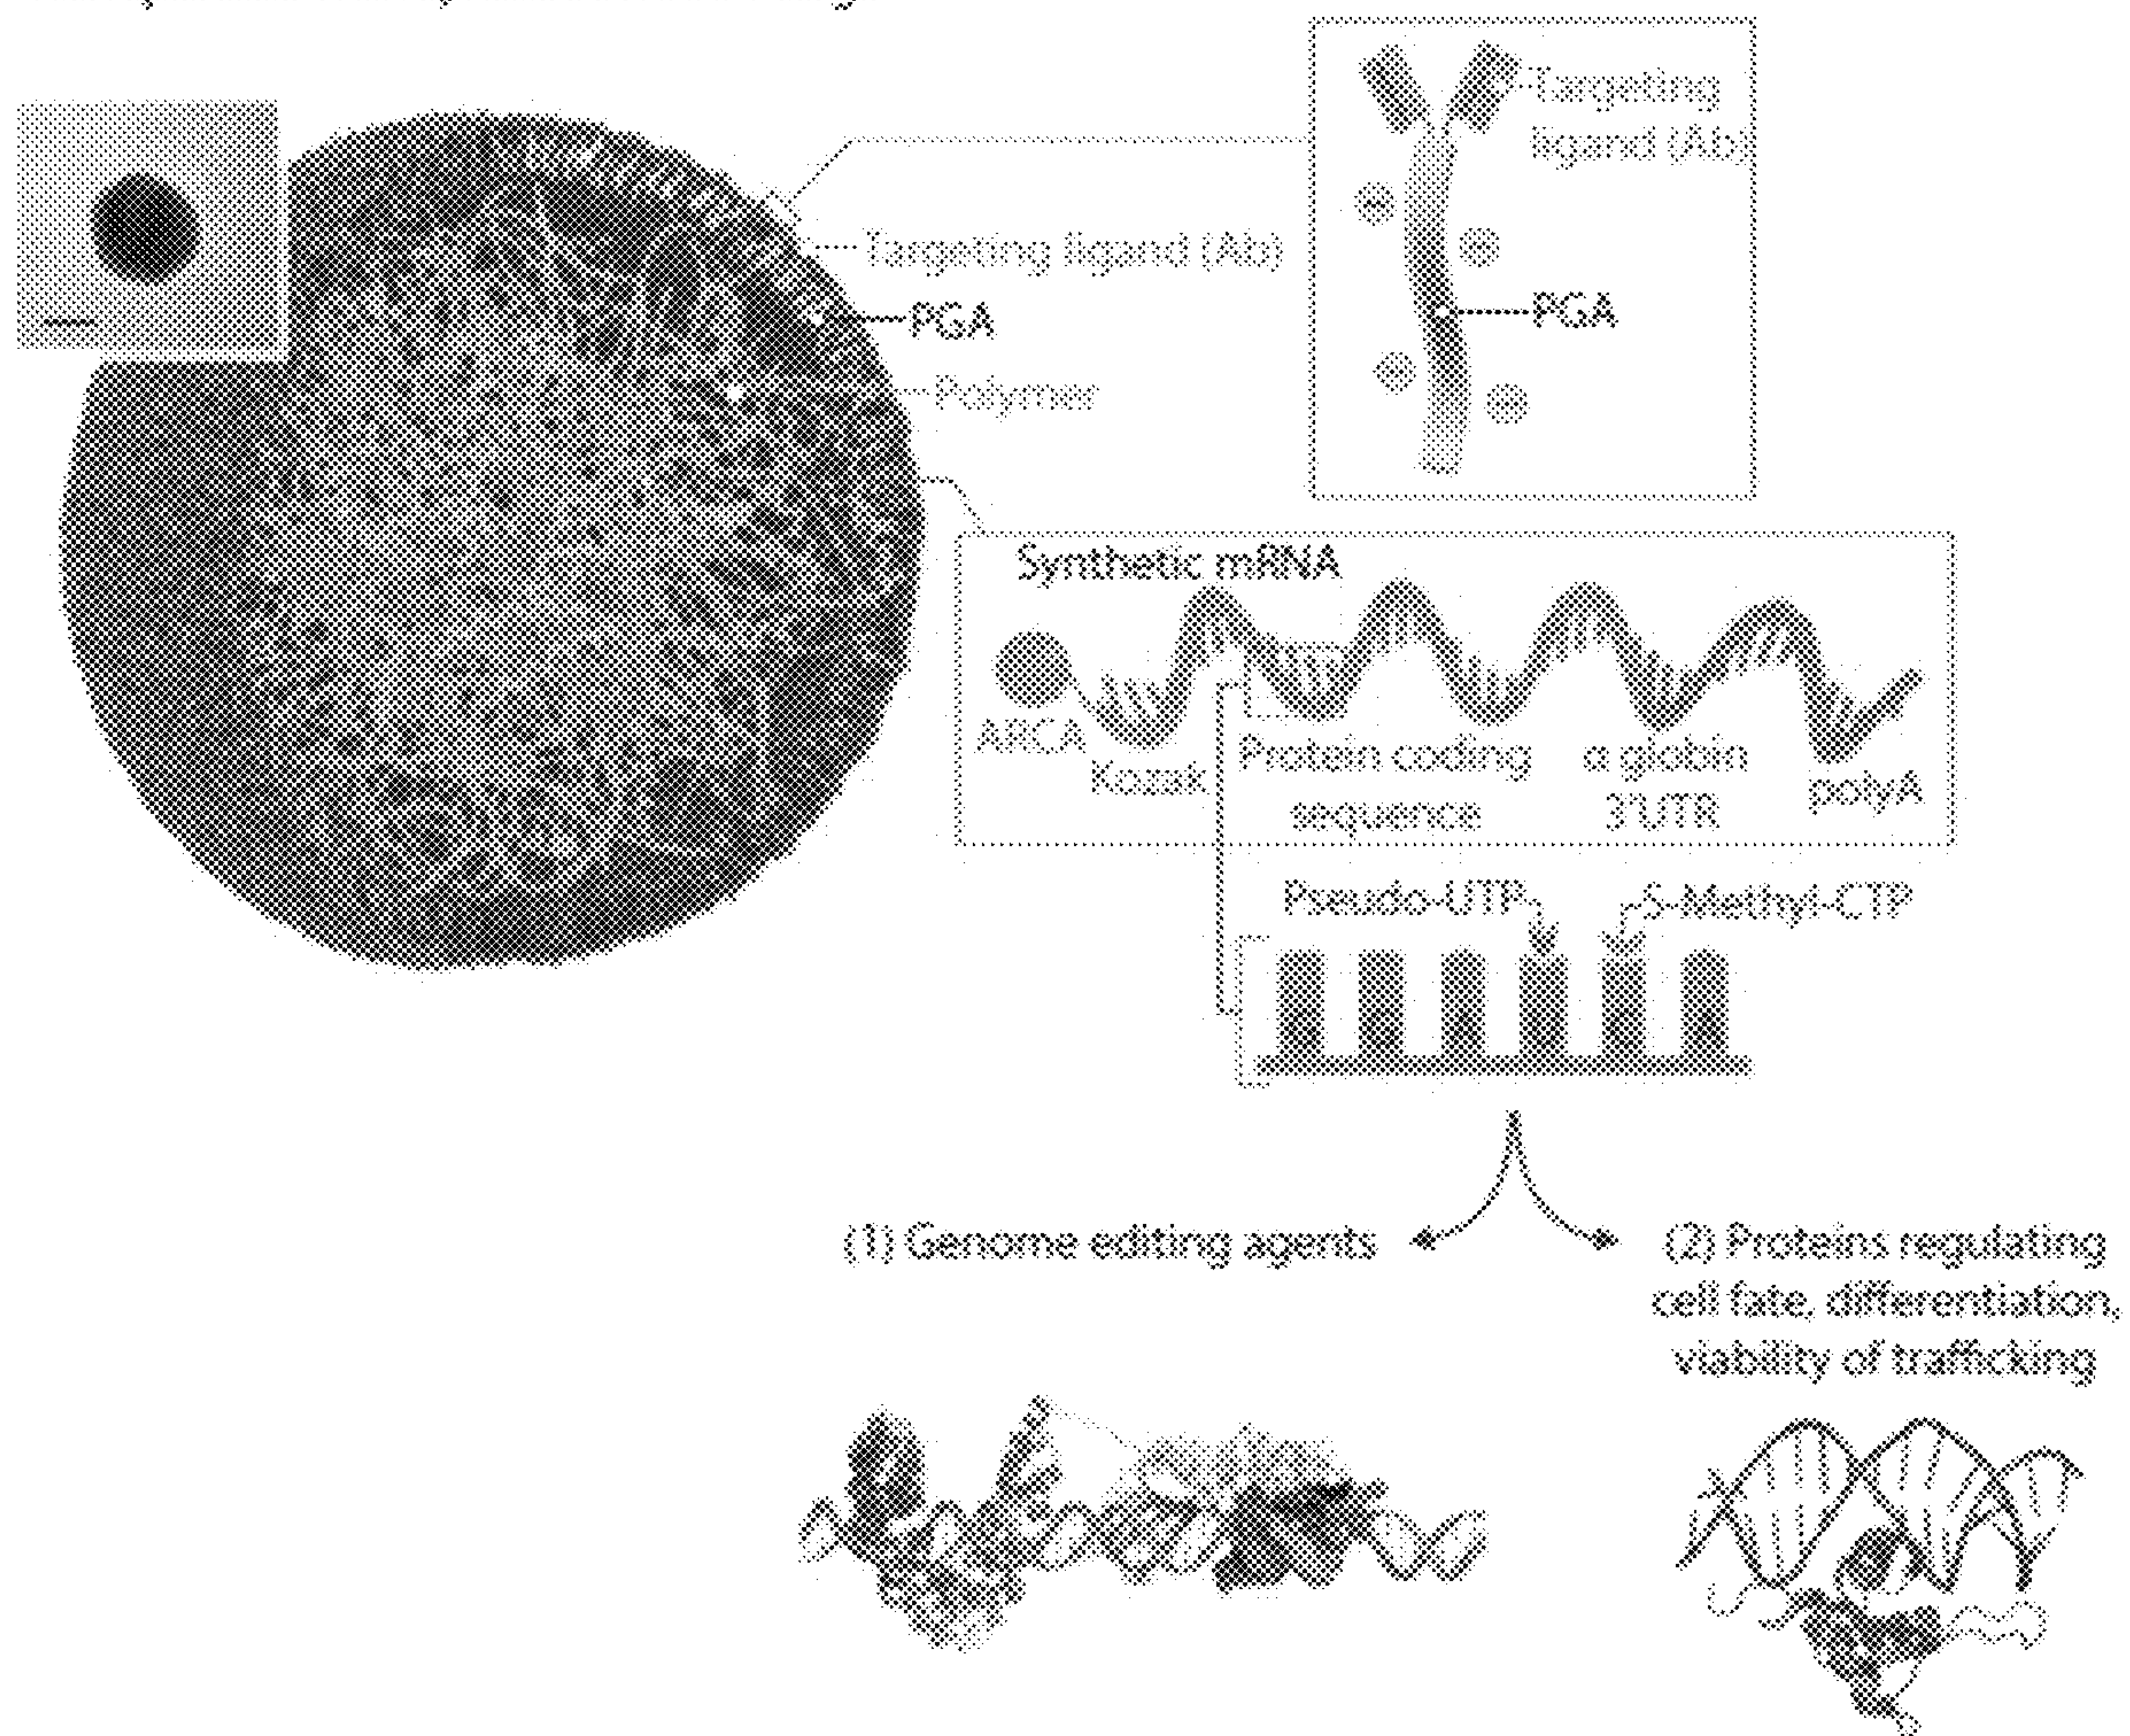 Targeting
ligand (Ab)
Targeting ligand (Ab)
PGA
PGA
Polymer
Synthetic mRNA
ARCA
Kozak
Protein coding
sequence
α globin
3'UTR
polyA
Pseudo-UTP
5-Methyl-CTP
(1) Genome editing agents
(2) Proteins regulating
cell fate, differentiation,
viability of trafficking